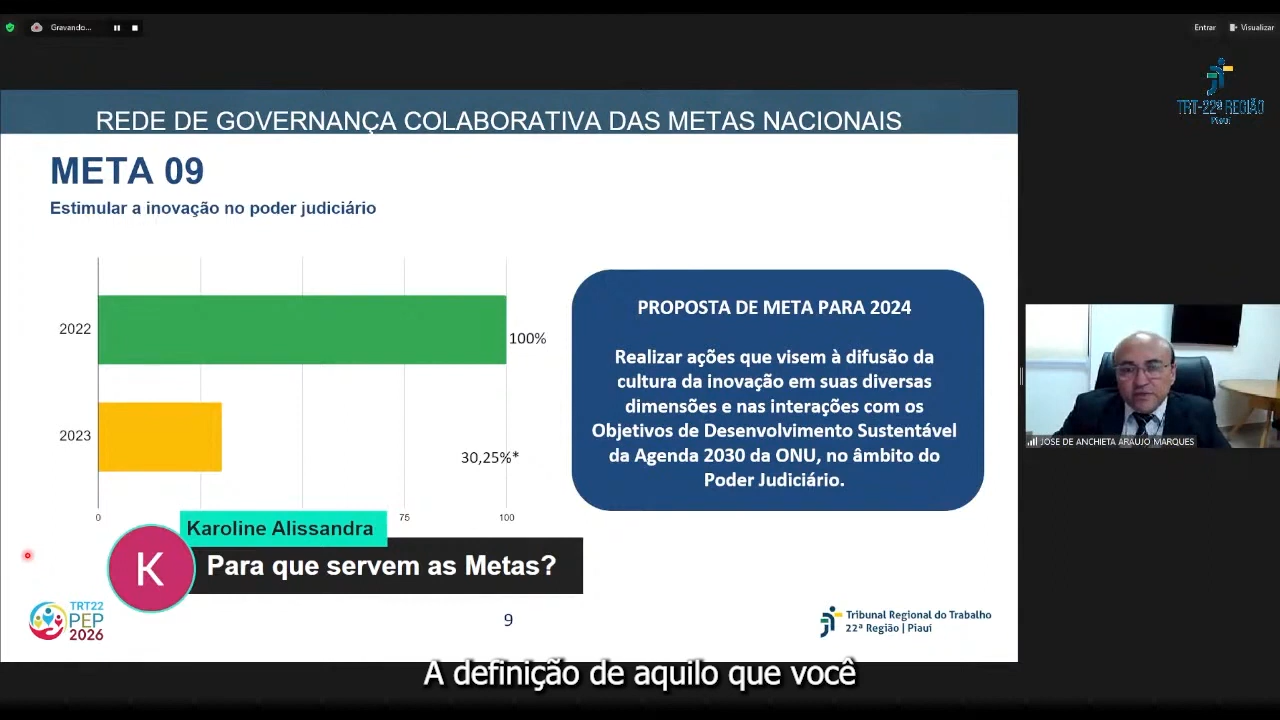 Gravando...
Entrar
Visualizar
TRT-22ª REGIÃO
Piauí
REDE DE GOVERNANÇA COLABORATIVA DAS METAS NACIONAIS
META 09
Estimular a inovação no poder judiciário
2022
100%
2023
30,25%*
0
75
100
PROPOSTA DE META PARA 2024
Realizar ações que visem à difusão da
cultura da inovação em suas diversas
dimensões e nas interações com os
Objetivos de Desenvolvimento Sustentável
da Agenda 2030 da ONU, no âmbito do
Poder Judiciário.
JOSE DE ANCHIETA ARAUJO MARQUES
Karoline Alissandra
K
Para que servem as Metas?
TRT22
PEP
2026
9
Tribunal Regional do Trabalho
22ª Região | Piauí
A definição de aquilo que você